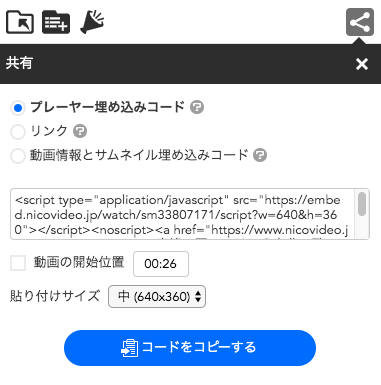 共有
プレーヤー埋め込みコード ?
リンク ?
動画情報とサムネイル埋め込みコード ?
<script type="application/javascript" src="https://embe
d.nicovideo.jp/watch/sm33807171/script?w=640&h=36
0"></script><noscript><a href="https://www.nicovideo.j
動画の開始位置 00:26
貼り付けサイズ 中 (640x360)
コードをコピーする